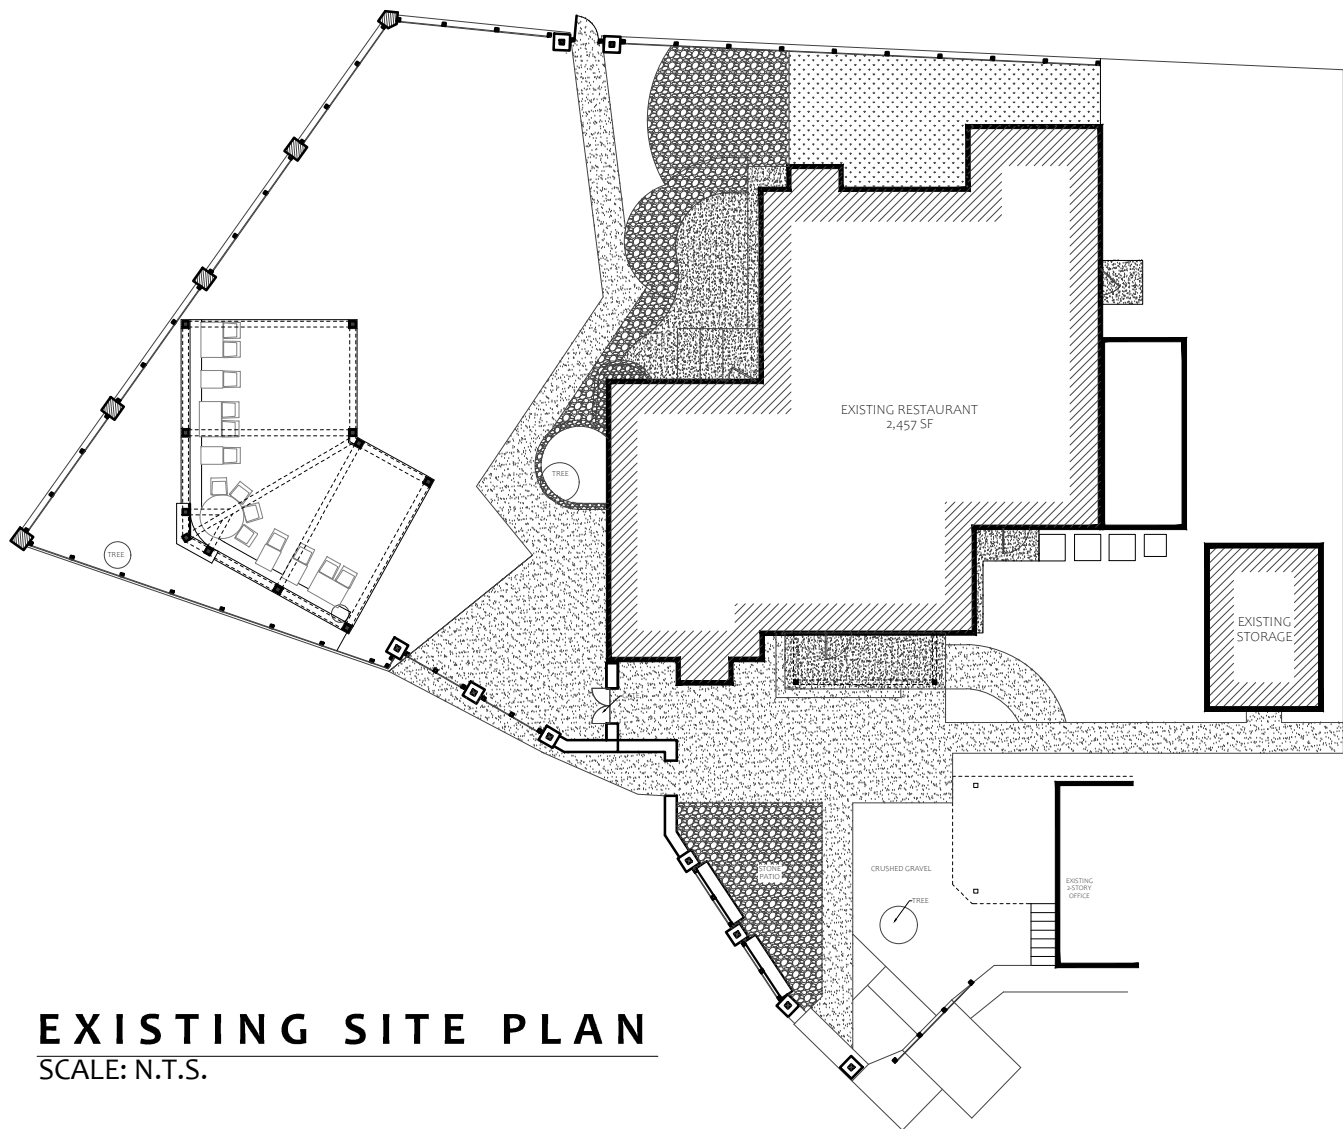 EXISTING RESTAURANT
2,457 SF
TREE
TREE
EXISTING
STORAGE
STONE
PATIO
CRUSHED GRAVEL
TREE
EXISTING
2-STORY
OFFICE
EXISTING SITE PLAN
SCALE: N.T.S.